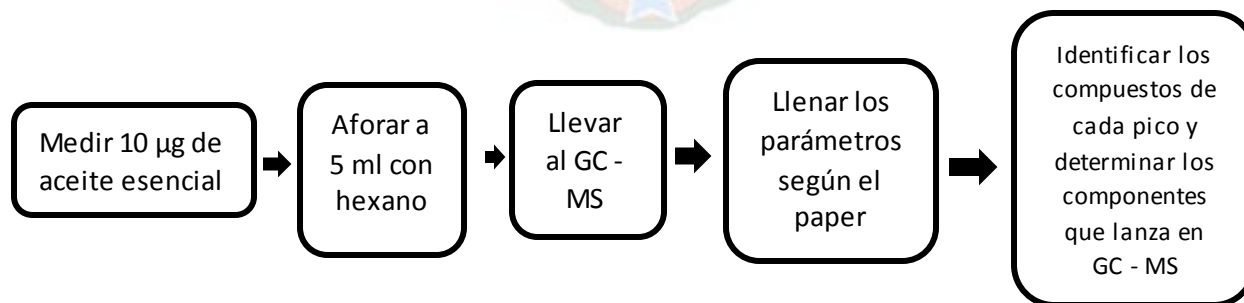 Medir 10 µg de
aceite esencial
Aforar a
5 ml con
hexano
Llevar
al GC -
MS
Llenar los
parámetros
según el
paper
Identificar los
compuestos de
cada pico y
determinar los
componentes
que lanza en
GC - MS